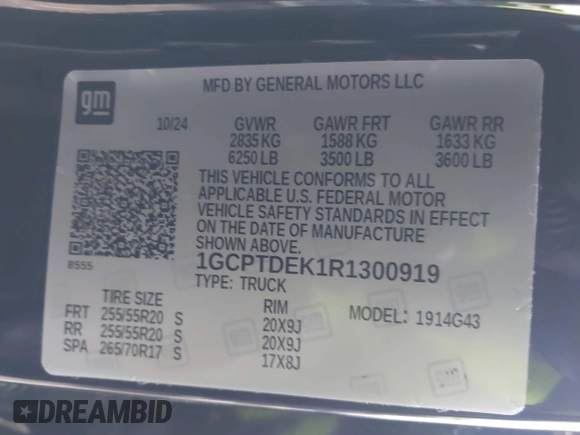 gm
MFD BY GENERAL MOTORS LLC
10/24 GVWR GAWR FRT GAWR RR
2835 KG 1588 KG 1633 KG
6250 LB 3500 LB 3600 LB
THIS VEHICLE CONFORMS TO ALL
APPLICABLE U.S. FEDERAL MOTOR
VEHICLE SAFETY STANDARDS IN EFFECT
ON THE DATE OF MANUFACTURE
SHOWN ABOVE.
8555
1GCPTDEK1R1300919
TYPE: TRUCK
TIRE SIZE RIM MODEL: 1914G43
FRT 255/55R20 S 20X9J
RR 255/55R20 S 20X9J
SPA 265/70R17 S 17X8J
DREAMBID